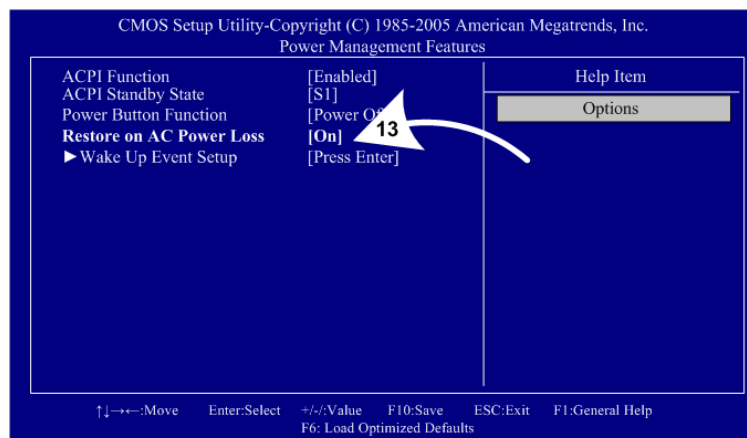 CMOS Setup Utility-Copyright (C) 1985-2005 American Megatrends, Inc.
Power Management Features
ACPI Function [Enabled]
ACPI Standby State [S1]
Power Button Function [Power
Restore on AC Power Loss [On]
►Wake Up Event Setup [Press Enter]
13
Help Item
Options
↑↓→←:Move Enter:Select +/-/:Value F10:Save ESC:Exit F1:General Help
F6: Load Optimized Defaults